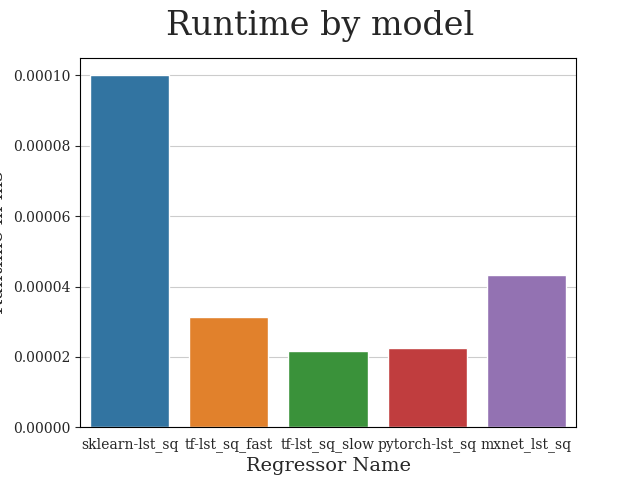 Runtime by model
0.00010
0.00008
0.00006
0.00004
0.00002
0.00000
sklearn-lst_sq tf-lst_sq_fast tf-lst_sq_slow pytorch-lst_sq mxnet_lst_sq
Regressor Name